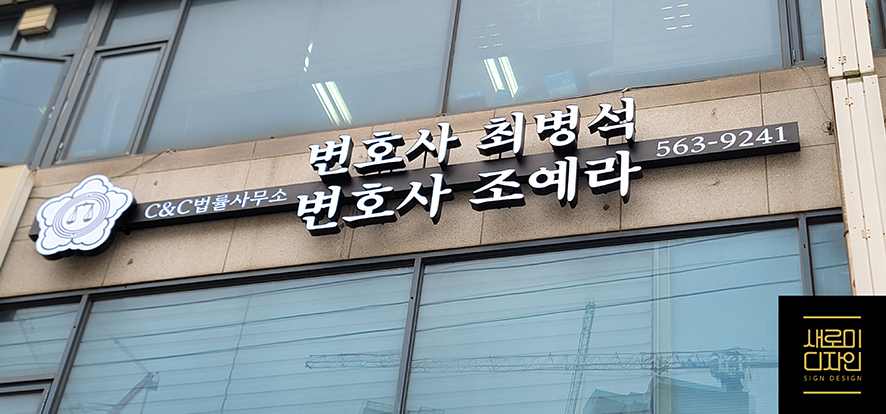 C&C법률사무소
변호사 최병석
변호사 조예라
563-9241
새로미
디자인
SIGN DESIGN